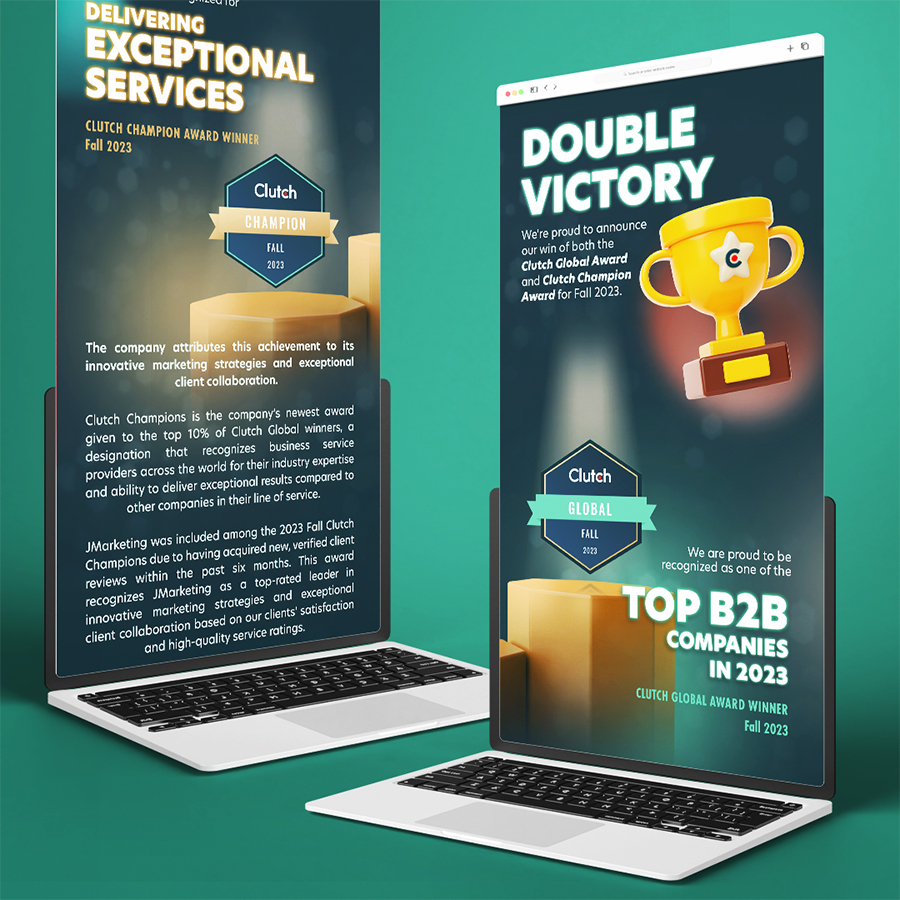 DELIVERING
EXCEPTIONAL
SERVICES
CLUTCH CHAMPION AWARD WINNER
Fall 2023
Clutch
CHAMPION
FALL
2023
The company attributes this achievement to its
innovative marketing strategies and exceptional
client collaboration.
Clutch Champions is the company's newest award
given to the top 10% of Clutch Global winners, a
designation that recognizes business service
providers across the world for their industry expertise
and ability to deliver exceptional results compared to
other companies in their line of service.
JMarketing was included among the 2023 Fall Clutch
Champions due to having acquired new, verified client
reviews within the past six months. This award
recognizes JMarketing as a top-rated leader in
innovative marketing strategies and exceptional
client collaboration based on our clients' satisfaction
and high-quality service ratings.
DOUBLE
VICTORY
We're proud to announce
our win of both the
Clutch Global Award
and Clutch Champion
Award for Fall 2023.
C
Clutch
GLOBAL
FALL
2023
We are proud to be
recognized as one of the
TOP B2B
COMPANIES
IN 2023
CLUTCH GLOBAL AWARD WINNER
Fall 2023